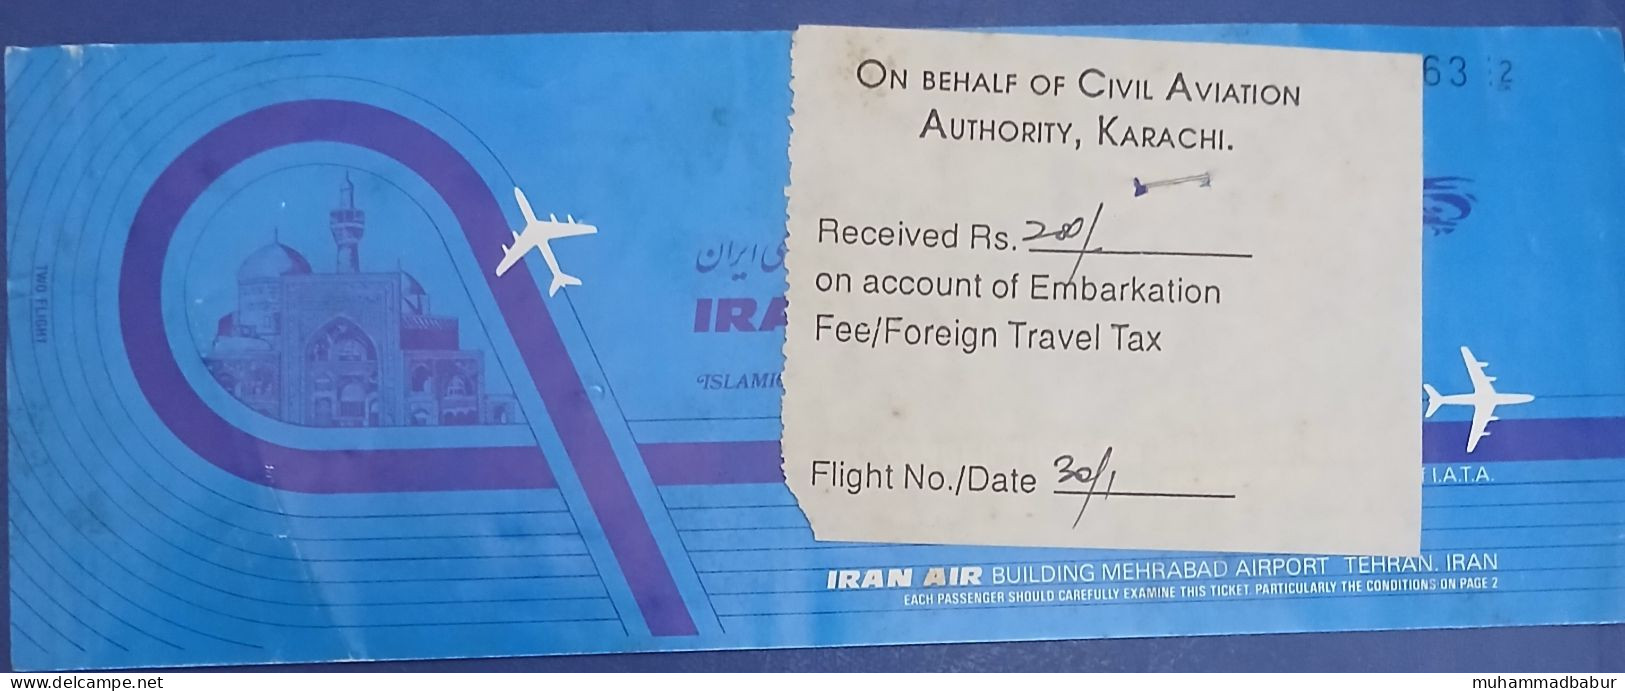 63 2
ON BEHALF OF CIVIL AVIATION
AUTHORITY, KARACHI.
Received Rs. 200/
on account of Embarkation
Fee/Foreign Travel Tax
Flight No./Date 30/1
ایران
IRA
ISLAMIC
TWO FLIGHT
I.A.T.A.
IRAN AIR BUILDING MEHRABAD AIRPORT TEHRAN. IRAN
EACH PASSENGER SHOULD CAREFULLY EXAMINE THIS TICKET. PARTICULARLY THE CONDITIONS ON PAGE 2
www.delcampe.net
muhammadbabur